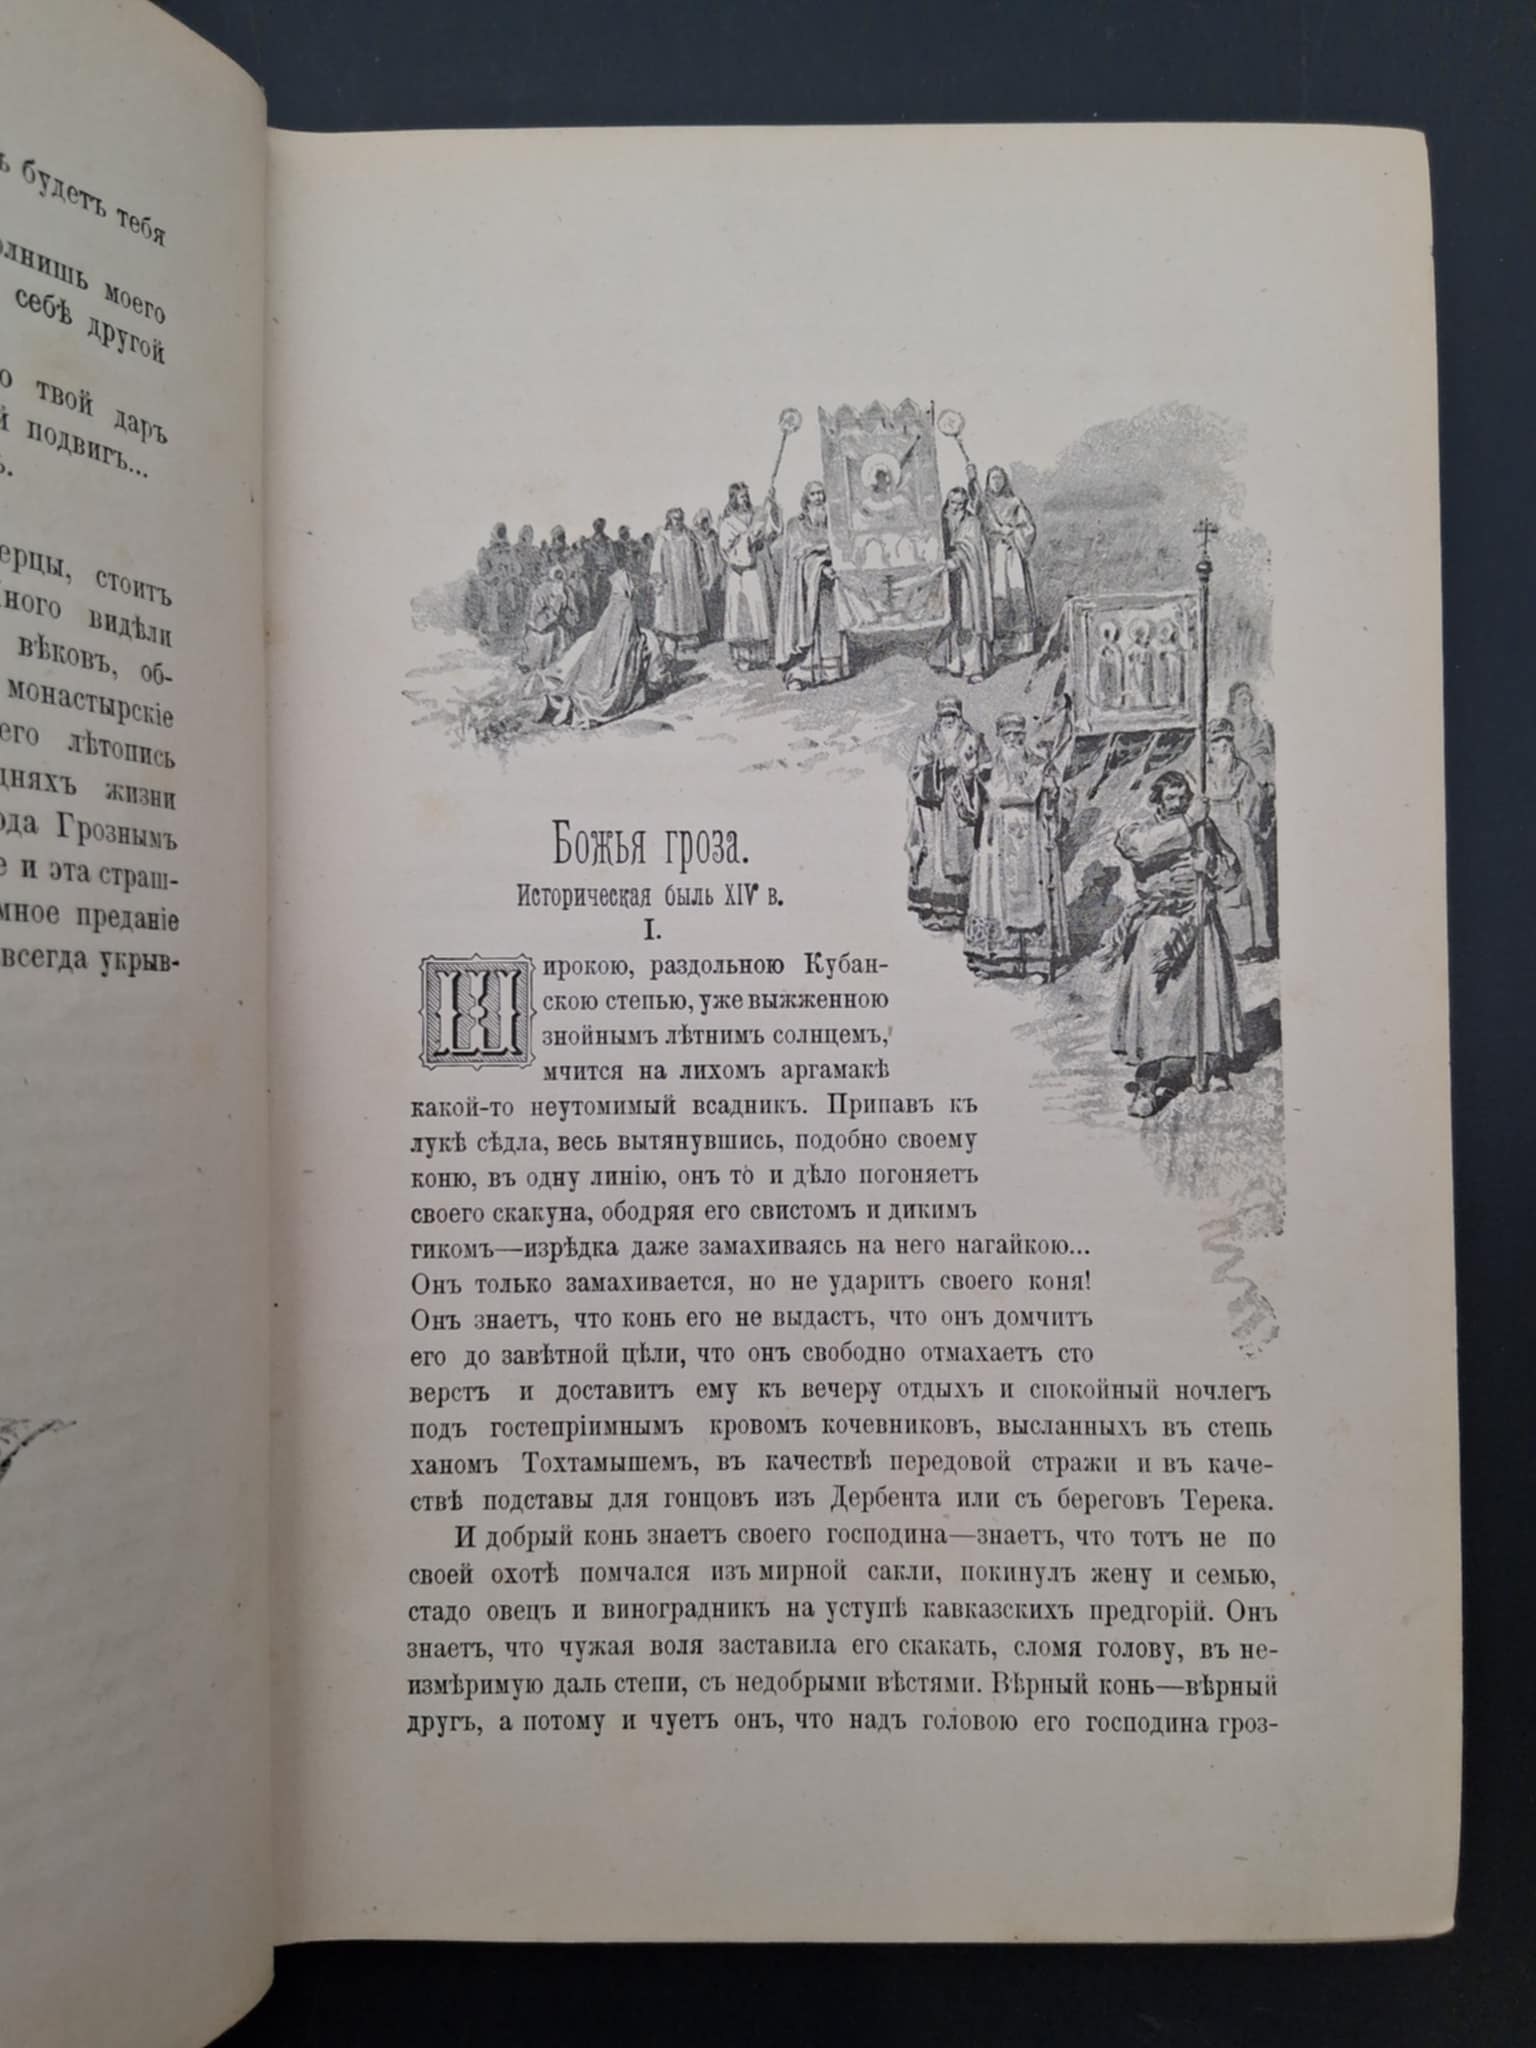 будетъ тебя
моего
себѣ другой
твой даръ
подвигъ...
стоитъ
видѣли
вѣковъ, об-
монастырскіе
лѣтопись
жизни
Грознымъ
и эта страш-
преданіе
всегда укрыв-
Божья гроза.
Историческая быль XIV в.
I.
Широкою, раздольною Кубан-
скою степью, уже выжженною
знойнымъ лѣтнимъ солнцемъ,
мчится на лихомъ аргамакѣ
какой-то неутомимый всадникъ. Припавъ къ
лукѣ сѣдла, весь вытянувшись, подобно своему
коню, въ одну линію, онъ то и дѣло погоняетъ
своего скакуна, ободряя его свистомъ и дикимъ
гикомъ—изрѣдка даже замахиваясь на него нагайкою...
Онъ только замахивается, но не ударитъ своего коня!
Онъ знаетъ, что конь его не выдастъ, что онъ домчитъ
его до завѣтной цѣли, что онъ свободно отмахаетъ сто
верстъ и доставитъ ему къ вечеру отдыхъ и спокойный ночлегъ
подъ гостепріимнымъ кровомъ кочевниковъ, высланныхъ въ степь
ханомъ Тохтамышемъ, въ качествѣ передовой стражи и въ каче-
ствѣ подставы для гонцовъ изъ Дербента или съ береговъ Терека.
И добрый конь знаетъ своего господина—знаетъ, что тотъ не по
своей охотѣ помчался изъ мирной сакли, покинулъ жену и семью,
стадо овецъ и виноградникъ на уступѣ кавказскихъ предгорій. Онъ
знаетъ, что чужая воля заставила его скакать, сломя голову, въ не-
измѣримую даль степи, съ недобрыми вѣстями. Вѣрный конь—вѣрный
другъ, а потому и чуетъ онъ, что надъ головою его господина гроз-